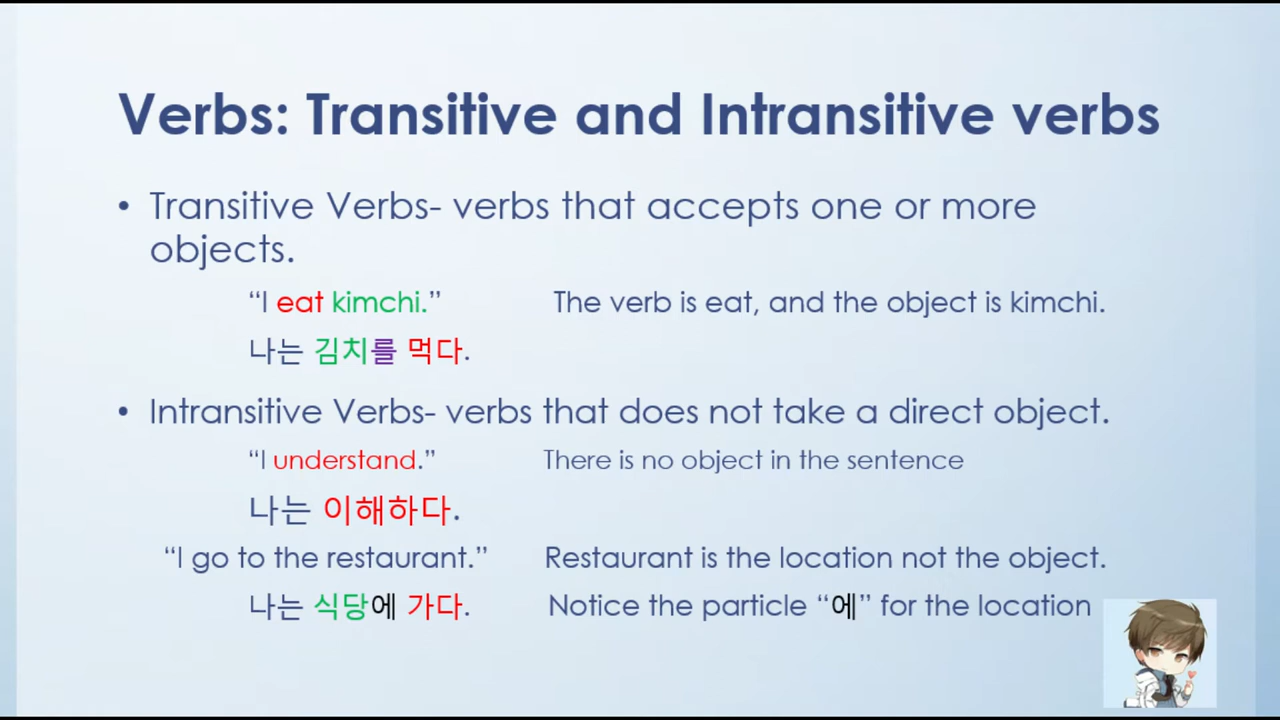 Verbs: Transitive and Intransitive verbs
• Transitive Verbs- verbs that accepts one or more
objects.
“I eat kimchi.” The verb is eat, and the object is kimchi.
나는 김치를 먹다.
• Intransitive Verbs- verbs that does not take a direct object.
“I understand.” There is no object in the sentence
나는 이해하다.
“I go to the restaurant.” Restaurant is the location not the object.
나는 식당에 가다. Notice the particle “에” for the location